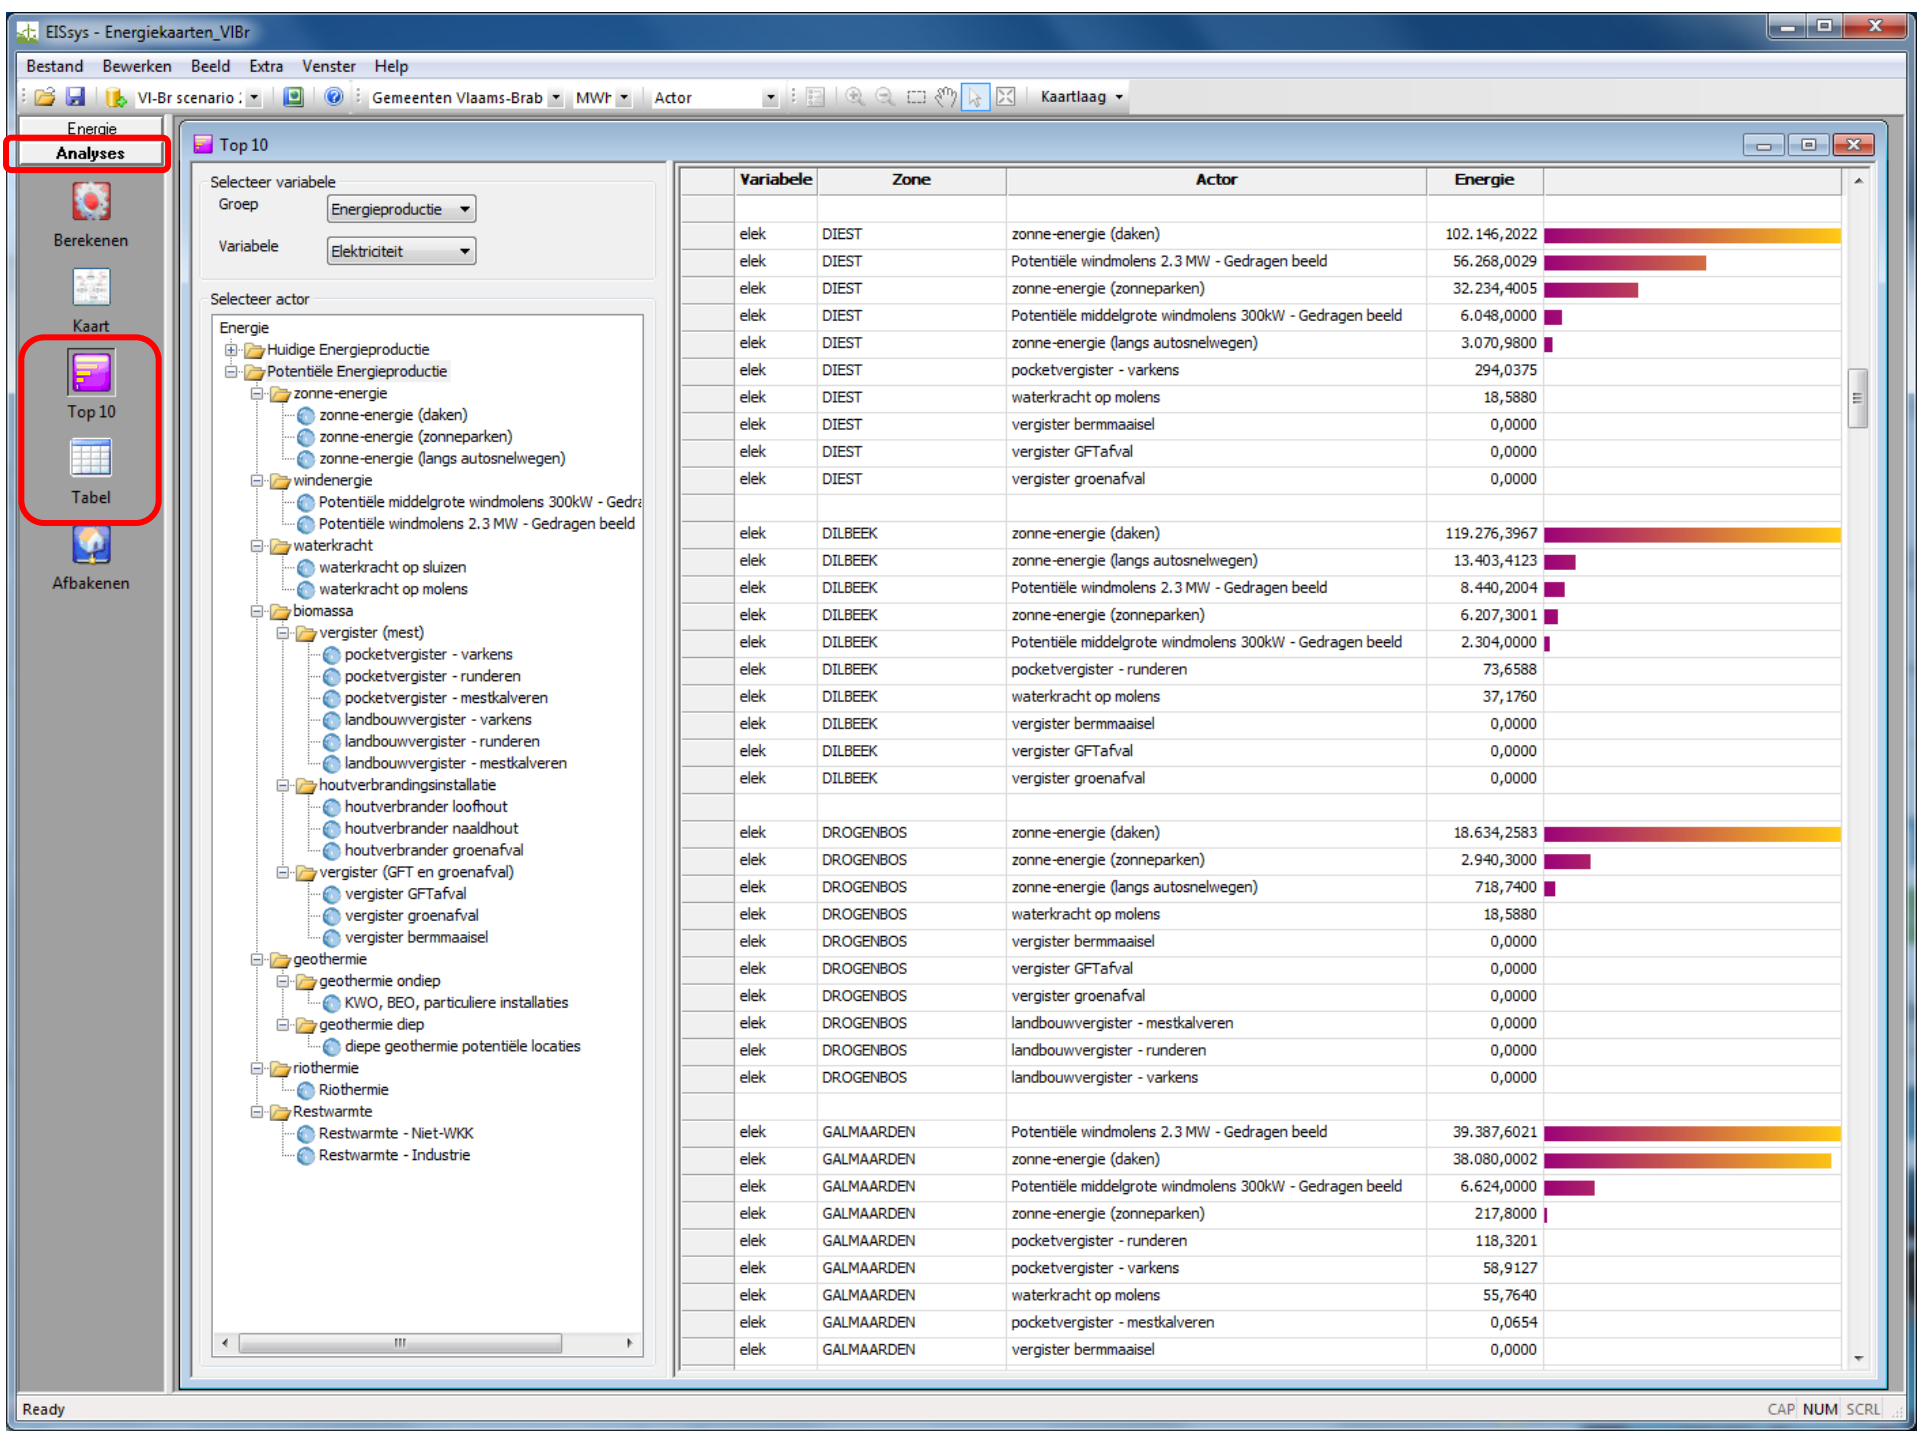 EISsys - Energiekaarten_VlBr
Bestand Bewerken Beeld Extra Venster Help
Vl-Br scenario Gemeenten Vlaams-Brab MWh Actor Kaartlaag
Energie
Analyses
Berekenen
Kaart
Top 10
Tabel
Afbakenen
Top 10
Selecteer variabele
Groep Energieproductie
Variabele Elektriciteit
Selecteer actor
Energie
Huidige Energieproductie
Potentiële Energieproductie
zonne-energie
zonne-energie (daken)
zonne-energie (zonneparken)
zonne-energie (langs autosnelwegen)
windenergie
Potentiële middelgrote windmolens 300kW - Gedra
Potentiële windmolens 2.3 MW - Gedragen beeld
waterkracht
waterkracht op sluizen
waterkracht op molens
biomassa
vergister (mest)
pocketvergister - varkens
pocketvergister - runderen
pocketvergister - mestkalveren
landbouwvergister - varkens
landbouwvergister - runderen
landbouwvergister - mestkalveren
houtverbrandingsinstallatie
houtverbrander loofhout
houtverbrander naaldhout
houtverbrander groenafval
vergister (GFT en groenafval)
vergister GFTafval
vergister groenafval
vergister bermmaaisel
geothermie
geothermie ondiep
KWO, BEO, particuliere installaties
geothermie diep
diepe geothermie potentiële locaties
riothermie
Riothermie
Restwarmte
Restwarmte - Niet-WKK
Restwarmte - Industrie
Variabele Zone Actor Energie
elek DIEST zonne-energie (daken) 102.146,2022
elek DIEST Potentiële windmolens 2.3 MW - Gedragen beeld 56.268,0029
elek DIEST zonne-energie (zonneparken) 32.234,4005
elek DIEST Potentiële middelgrote windmolens 300kW - Gedragen beeld 6.048,0000
elek DIEST zonne-energie (langs autosnelwegen) 3.070,9800
elek DIEST pocketvergister - varkens 294,0375
elek DIEST waterkracht op molens 18,5880
elek DIEST vergister bermmaaisel 0,0000
elek DIEST vergister GFTafval 0,0000
elek DIEST vergister groenafval 0,0000
elek DILBEEK zonne-energie (daken) 119.276,3967
elek DILBEEK zonne-energie (langs autosnelwegen) 13.403,4123
elek DILBEEK Potentiële windmolens 2.3 MW - Gedragen beeld 8.440,2004
elek DILBEEK zonne-energie (zonneparken) 6.207,3001
elek DILBEEK Potentiële middelgrote windmolens 300kW - Gedragen beeld 2.304,0000
elek DILBEEK pocketvergister - runderen 73,6588
elek DILBEEK waterkracht op molens 37,1760
elek DILBEEK vergister bermmaaisel 0,0000
elek DILBEEK vergister GFTafval 0,0000
elek DILBEEK vergister groenafval 0,0000
elek DROGENBOS zonne-energie (daken) 18.634,2583
elek DROGENBOS zonne-energie (zonneparken) 2.940,3000
elek DROGENBOS zonne-energie (langs autosnelwegen) 718,7400
elek DROGENBOS waterkracht op molens 18,5880
elek DROGENBOS vergister bermmaaisel 0,0000
elek DROGENBOS vergister GFTafval 0,0000
elek DROGENBOS vergister groenafval 0,0000
elek DROGENBOS landbouwvergister - mestkalveren 0,0000
elek DROGENBOS landbouwvergister - runderen 0,0000
elek DROGENBOS landbouwvergister - varkens 0,0000
elek GALMAARDEN Potentiële windmolens 2.3 MW - Gedragen beeld 39.387,6021
elek GALMAARDEN zonne-energie (daken) 38.080,0002
elek GALMAARDEN Potentiële middelgrote windmolens 300kW - Gedragen beeld 6.624,0000
elek GALMAARDEN zonne-energie (zonneparken) 217,8000
elek GALMAARDEN pocketvergister - runderen 118,3201
elek GALMAARDEN pocketvergister - varkens 58,9127
elek GALMAARDEN waterkracht op molens 55,7640
elek GALMAARDEN pocketvergister - mestkalveren 0,0654
elek GALMAARDEN vergister bermmaaisel 0,0000
Ready CAP NUM SCRL